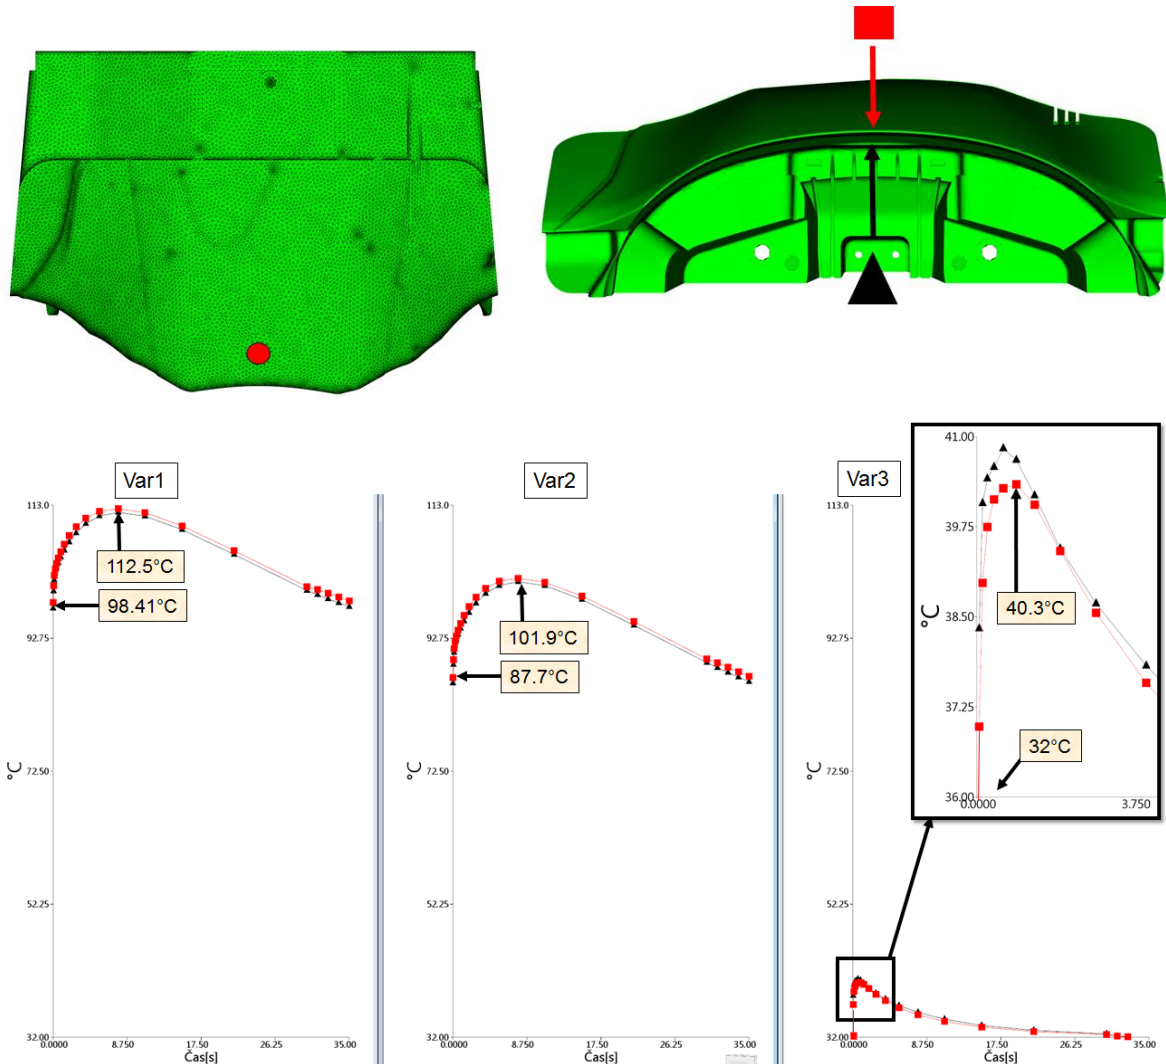 Var1
113.0
92.75
72.50
52.25
32.00
°C
112.5°C
98.41°C
0.0000
8.750
17.50
26.25
35.00
Čas[s]
Var2
113.0
92.75
72.50
52.25
32.00
°C
101.9°C
87.7°C
0.0000
8.750
17.50
26.25
35.00
Čas[s]
Var3
113.0
92.75
72.50
52.25
32.00
°C
0.0000
8.750
17.50
26.25
35.00
Čas[s]
41.00
39.75
38.50
37.25
36.00
°C
40.3°C
32°C
0.0000
3.750